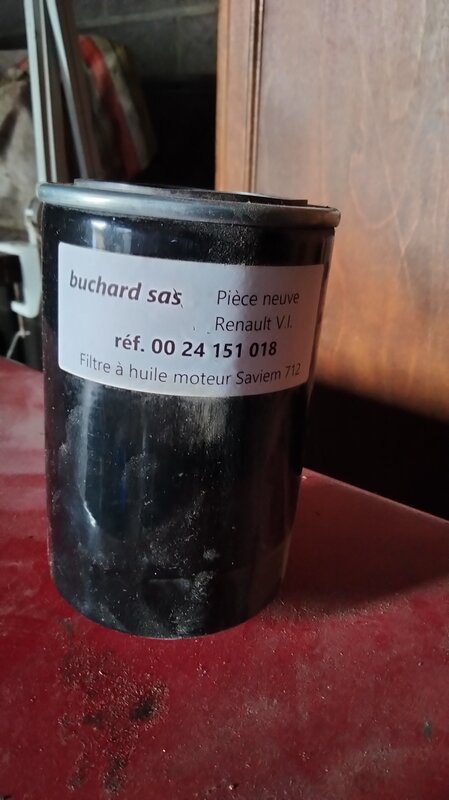 buchard sas Pièce neuve
Renault V.I.
réf. 00 24 151 018
Filtre à huile moteur Saviem 712